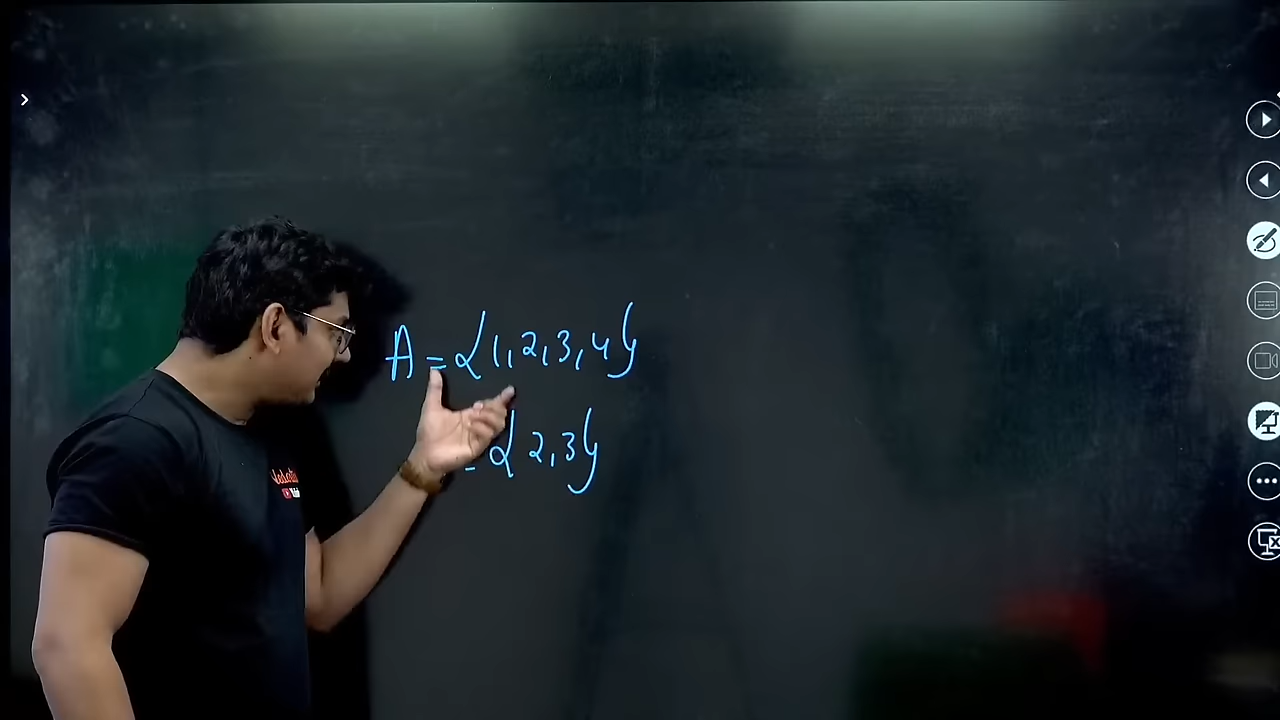 A = {1, 2, 3, 4}
= {2, 3}